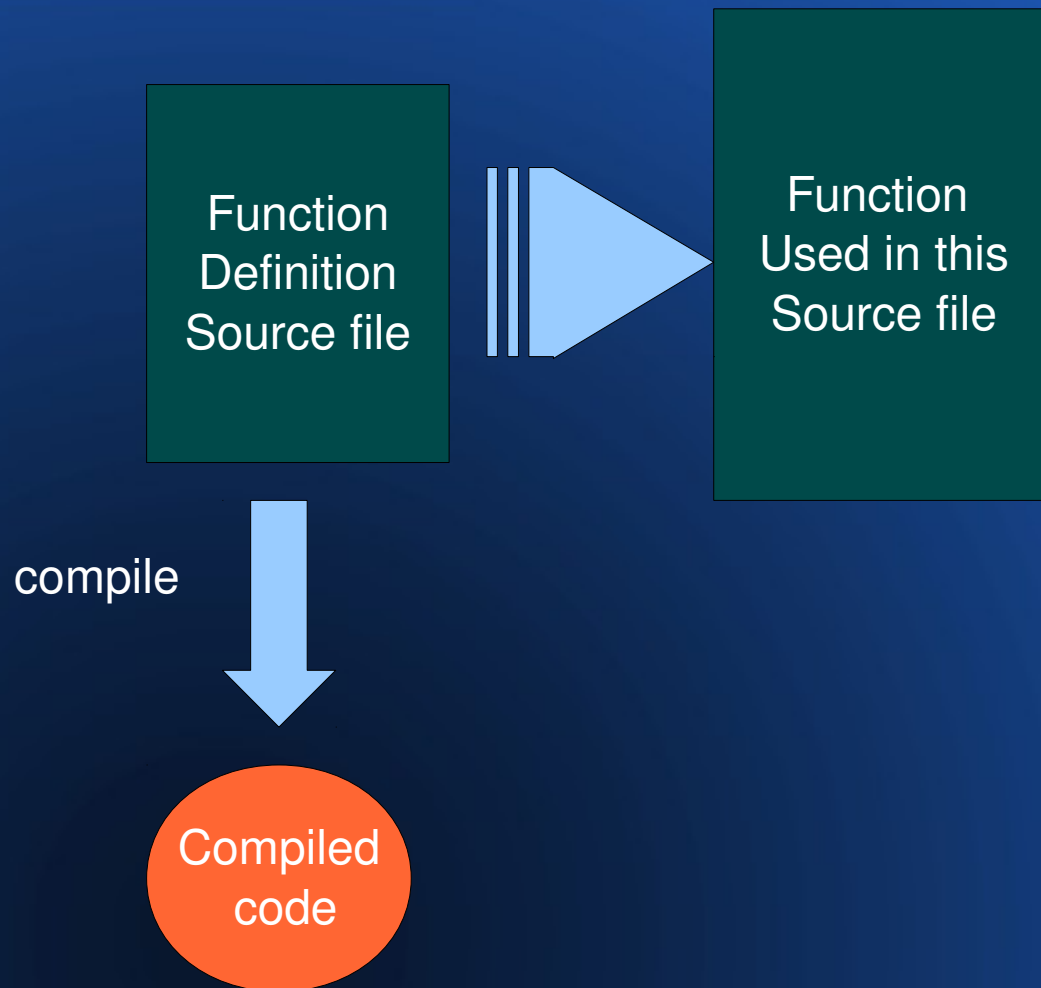 Function
Definition
Source file
Function
Used in this
Source file
compile
Compiled
code